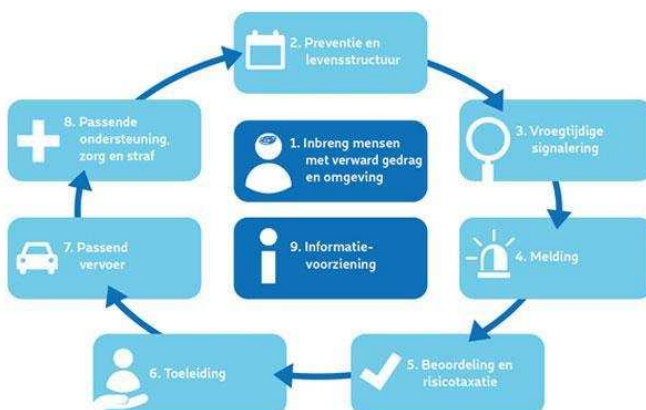 2. Preventie en
levensstructuur
8. Passende
ondersteuning,
zorg en straf
1. Inbreng mensen
met verward gedrag
en omgeving
3. Vroegtijdige
signalering
7. Passend
vervoer
9. Informatie-
voorziening
4. Melding
6. Toeleiding
5. Beoordeling en
risicotaxatie